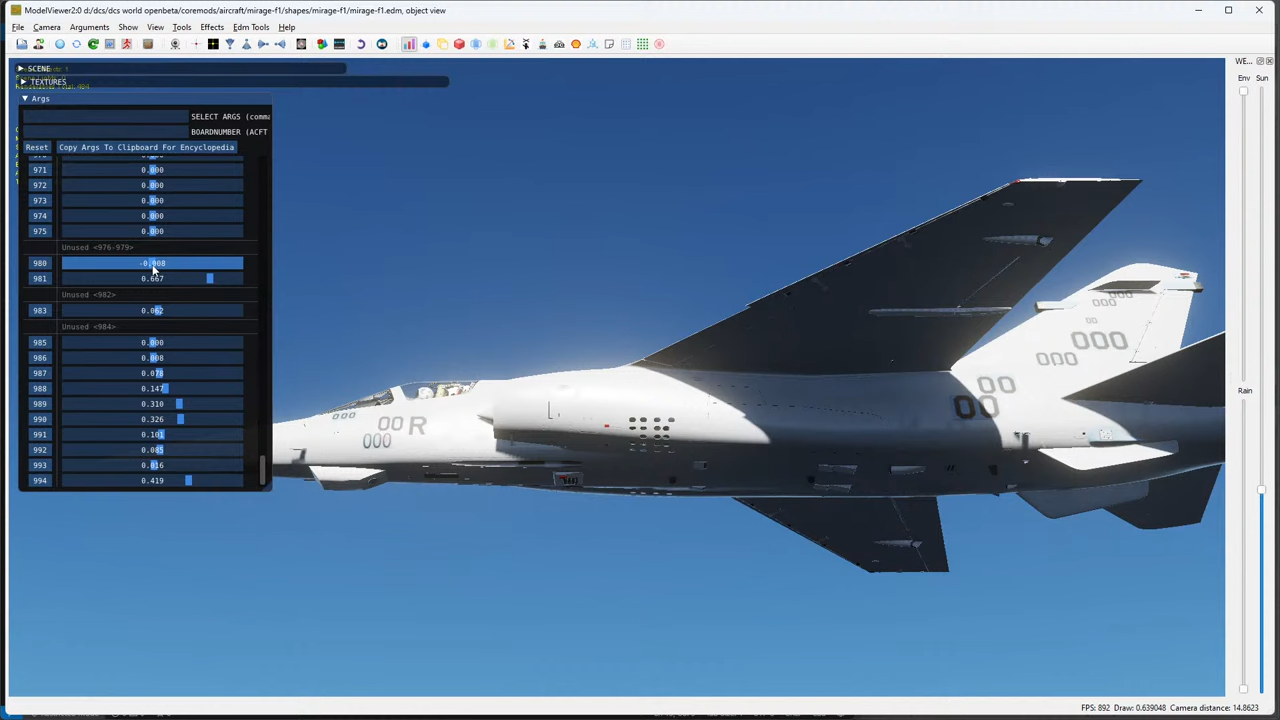 ModelViewer2:0 d:/dcs/dcs world openbeta/coremods/aircraft/mirage-f1/shapes/mirage-f1/mirage-f1.edm, object view
File Camera Arguments Show View Tools Effects Edm Tools Help
SCENE
TEXTURES
Args
SELECT ARGS (comma
BOARDNUMBER (ACFT
Reset Copy Args To Clipboard For Encyclopedia
971 0.000
972 0.000
973 0.000
974 0.000
975 0.000
Unused <976-979>
980 -0.008
981 0.667
Unused <982>
983 0.062
Unused <984>
985 0.000
986 0.008
987 0.078
988 0.147
989 0.310
990 0.326
991 0.101
992 0.085
993 0.016
994 0.419
WE...
Env Sun
Rain
000
00R
000
00
00
000
000
000
00
FPS: 892 Draw: 0.639048 Camera distance: 14.8623